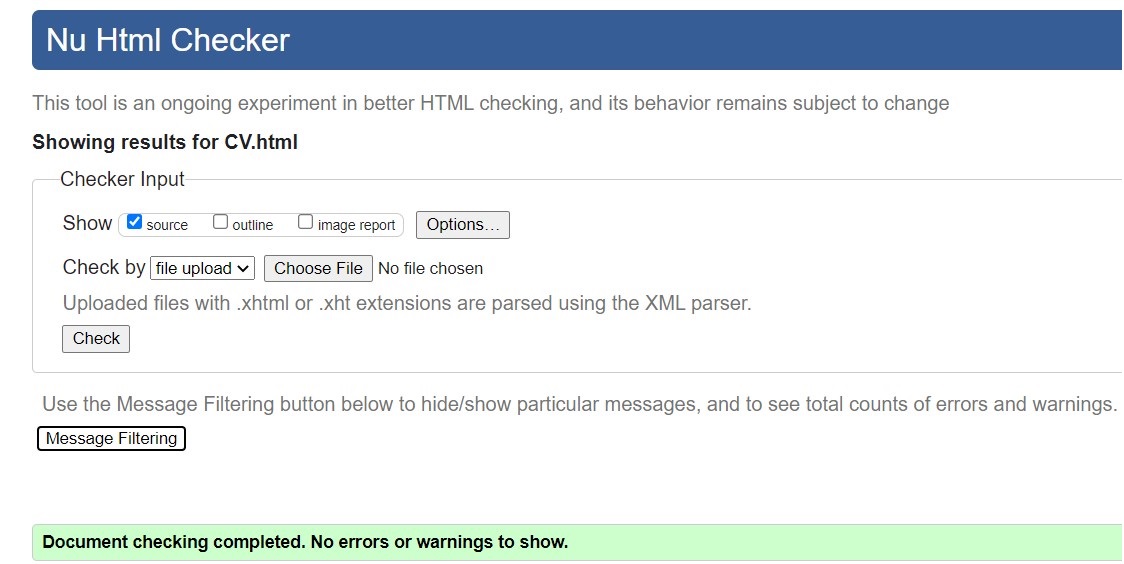 Nu Html Checker
This tool is an ongoing experiment in better HTML checking, and its behavior remains subject to change
Showing results for CV.html
Checker Input
Show source outline image report Options...
Check by file upload Choose File No file chosen
Uploaded files with .xhtml or .xht extensions are parsed using the XML parser.
Check
Use the Message Filtering button below to hide/show particular messages, and to see total counts of errors and warnings.
Message Filtering
Document checking completed. No errors or warnings to show.